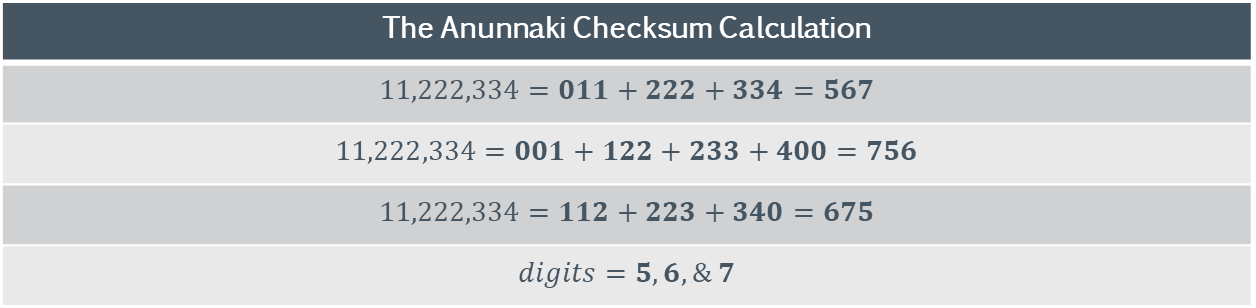 The Anunnaki Checksum Calculation
11,222,334 = 011 + 222 + 334 = 567
11,222,334 = 001 + 122 + 233 + 400 = 756
11,222,334 = 112 + 223 + 340 = 675
digits = 5, 6, & 7